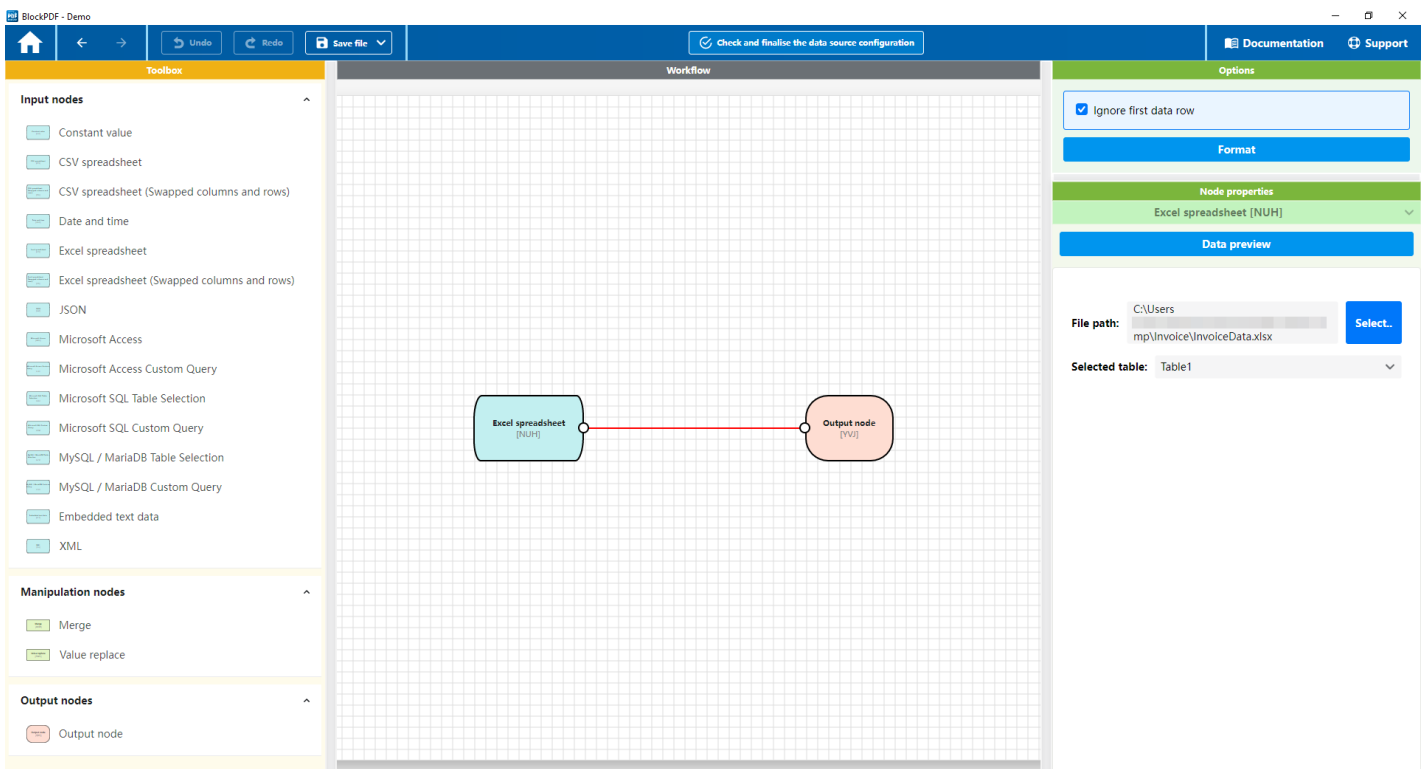 BlockPDF - Demo
Undo
Redo
Save file
Check and finalise the data source configuration
Documentation
Support
Toolbox
Input nodes
Constant value
CSV spreadsheet
CSV spreadsheet (Swapped columns and rows)
Date and time
Excel spreadsheet
Excel spreadsheet (Swapped columns and rows)
JSON
Microsoft Access
Microsoft Access Custom Query
Microsoft SQL Table Selection
Microsoft SQL Custom Query
MySQL / MariaDB Table Selection
MySQL / MariaDB Custom Query
Embedded text data
XML
Manipulation nodes
Merge
Value replace
Output nodes
Output node
Workflow
Excel spreadsheet
[NUH]
Output node
[YVJ]
Options
Ignore first data row
Format
Node properties
Excel spreadsheet [NUH]
Data preview
File path:
C:\Users
mp\Invoice\InvoiceData.xlsx
Select..
Selected table:
Table1